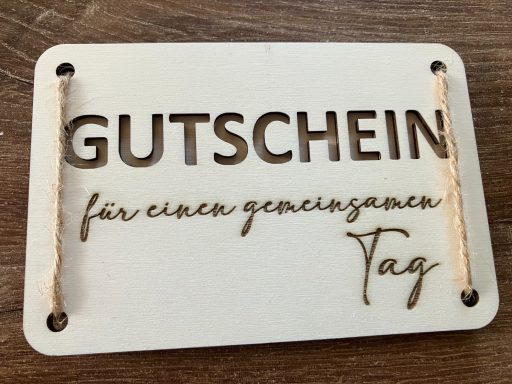 GUTSCHEIN
für einen gemeinsamen
Tag